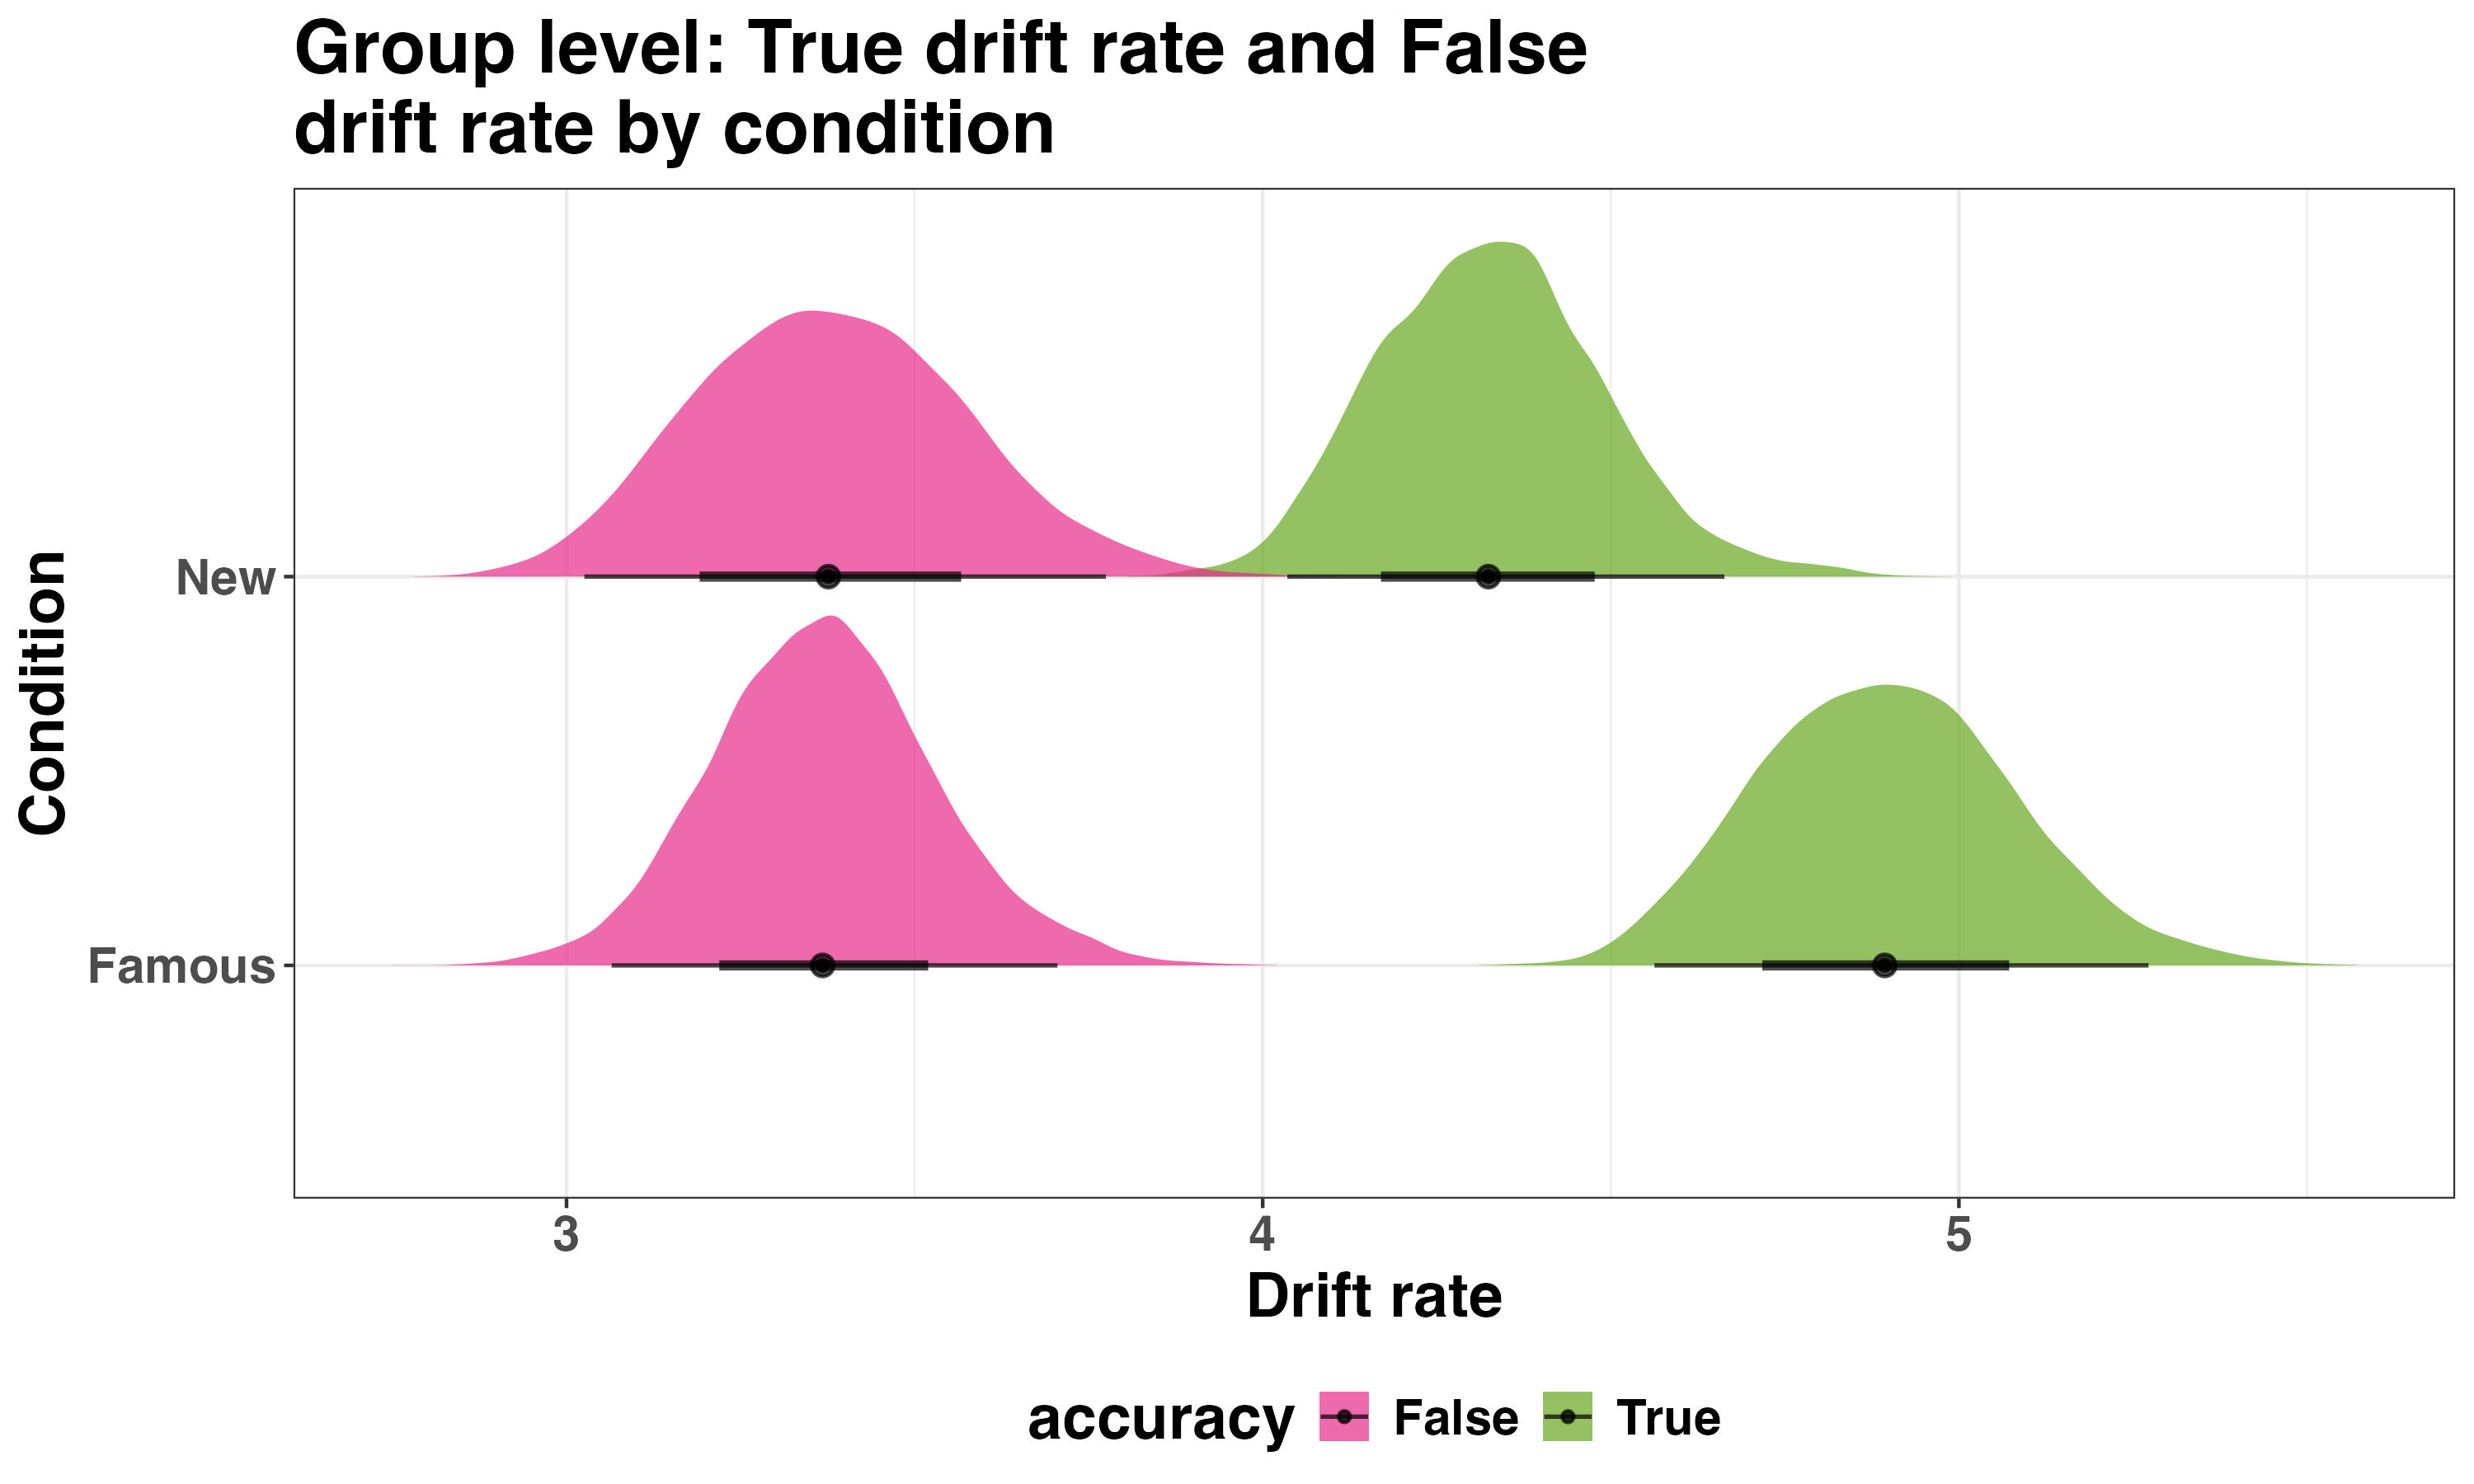 Group level: True drift rate and False
drift rate by condition
Condition
New
Famous
3 4 5
Drift rate
accuracy False True